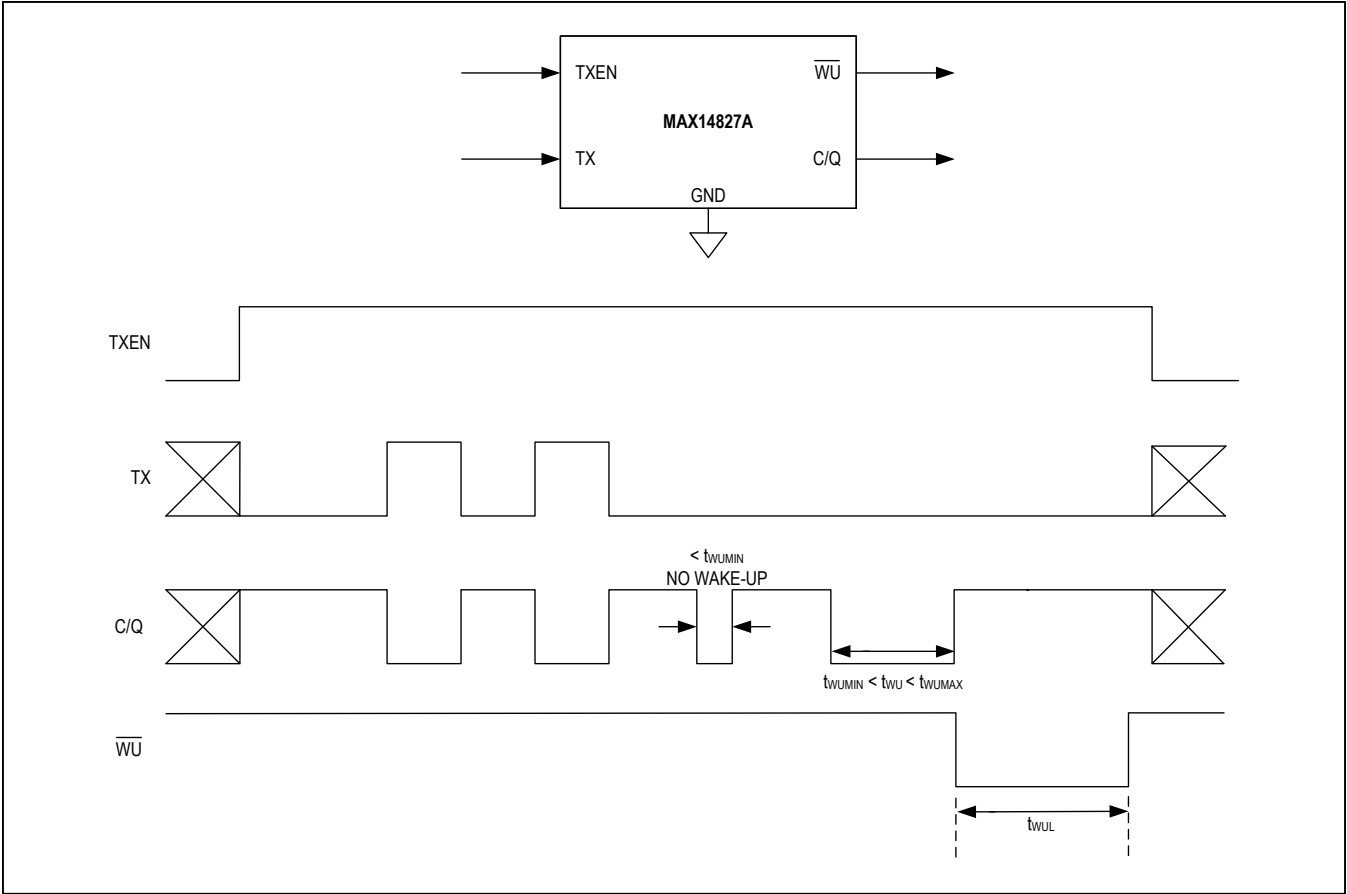 TXEN
WU
MAX14827A
TX
C/Q
GND
TXEN
TX
< tWUMIN
NO WAKE-UP
C/Q
tWUMIN < tWU < tWUMAX
WU
tWUL